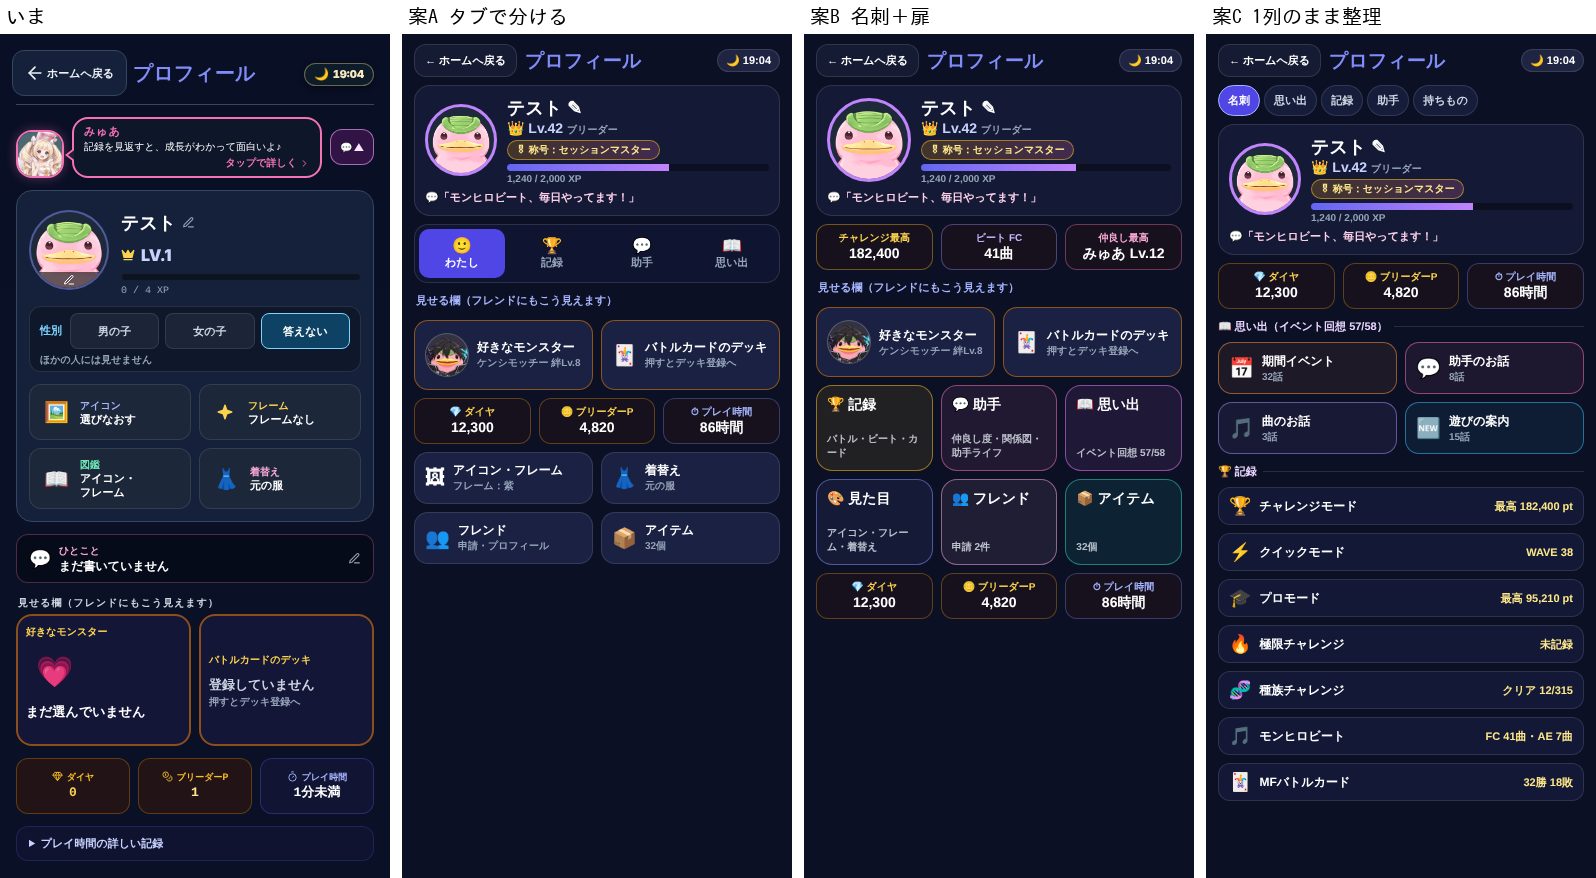 いま
← ホームへ戻る
プロフィール
🌙 19:04
みゅあ
記録を見返すと、成長がわかって面白いよ♪
タップで詳しく ›
💬▲
テスト
LV.1
0 / 4 XP
性別
男の子
女の子
答えない
ほかの人には見せません
アイコン
選びなおす
フレーム
フレームなし
図鑑
アイコン・
フレーム
着替え
元の服
ひとこと
まだ書いていません
見せる欄（フレンドにもこう見えます）
好きなモンスター
まだ選んでいません
バトルカードのデッキ
登録していません
押すとデッキ登録へ
ダイヤ
0
ブリーダーP
1
プレイ時間
1分未満
▶ プレイ時間の詳しい記録
案A タブで分ける
← ホームへ戻る
プロフィール
🌙 19:04
テスト ✎
👑 Lv.42 ブリーダー
🎖 称号：セッションマスター
1,240 / 2,000 XP
💬「モンヒロビート、毎日やってます！」
わたし
記録
助手
思い出
見せる欄（フレンドにもこう見えます）
好きなモンスター
ケンシモッチー 絆Lv.8
バトルカードのデッキ
押すとデッキ登録へ
💎 ダイヤ
12,300
🪙 ブリーダーP
4,820
⏱ プレイ時間
86時間
アイコン・フレーム
フレーム：紫
着替え
元の服
フレンド
申請・プロフィール
アイテム
32個
案B 名刺＋扉
← ホームへ戻る
プロフィール
🌙 19:04
テスト ✎
👑 Lv.42 ブリーダー
🎖 称号：セッションマスター
1,240 / 2,000 XP
💬「モンヒロビート、毎日やってます！」
チャレンジ最高
182,400
ビート FC
41曲
仲良し最高
みゅあ Lv.12
見せる欄（フレンドにもこう見えます）
好きなモンスター
ケンシモッチー 絆Lv.8
バトルカードのデッキ
押すとデッキ登録へ
🏆 記録
バトル・ビート・カ
ード
💬 助手
仲良し度・関係図・
助手ライフ
📖 思い出
イベント回想 57/58
🎨 見た目
アイコン・フレー
ム・着替え
👥 フレンド
申請 2件
📦 アイテム
32個
💎 ダイヤ
12,300
🪙 ブリーダーP
4,820
⏱ プレイ時間
86時間
案C 1列のまま整理
← ホームへ戻る
プロフィール
🌙 19:04
名刺
思い出
記録
助手
持ちもの
テスト ✎
👑 Lv.42 ブリーダー
🎖 称号：セッションマスター
1,240 / 2,000 XP
💬「モンヒロビート、毎日やってます！」
💎 ダイヤ
12,300
🪙 ブリーダーP
4,820
⏱ プレイ時間
86時間
📖 思い出（イベント回想 57/58）
期間イベント
32話
助手のお話
8話
曲のお話
3話
NEW
遊びの案内
15話
🏆 記録
チャレンジモード 最高 182,400 pt
クイックモード WAVE 38
プロモード 最高 95,210 pt
極限チャレンジ 未記録
種族チャレンジ クリア 12/315
モンヒロビート FC 41曲・AE 7曲
MFバトルカード 32勝 18敗